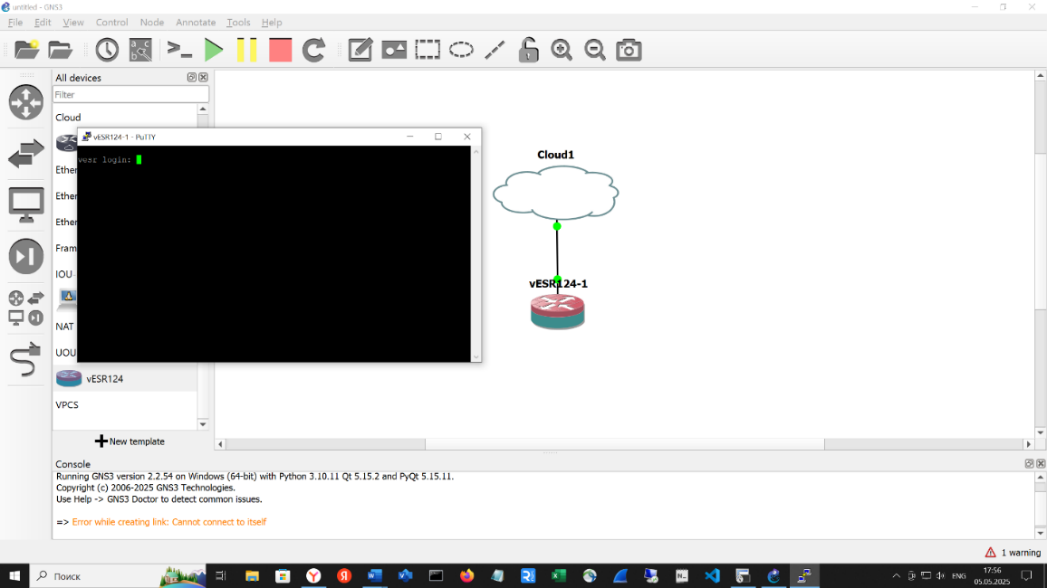 untitled - GNS3
File Edit View Control Node Annotate Tools Help
All devices
Filter
Cloud
Ether
Ether
Ether
Fram
IOU
NAT
UOU
vESR124
VPCS
New template
vESR124-1 - PuTTY
vesr login:
Cloud1
vESR124-1
Console
Running GNS3 version 2.2.54 on Windows (64-bit) with Python 3.10.11 Qt 5.15.2 and PyQt 5.15.11.
Copyright (c) 2006-2025 GNS3 Technologies.
Use Help -> GNS3 Doctor to detect common issues.
=> Error while creating link: Cannot connect to itself
1 warning
Поиск
ENG
17:56
05.05.2025